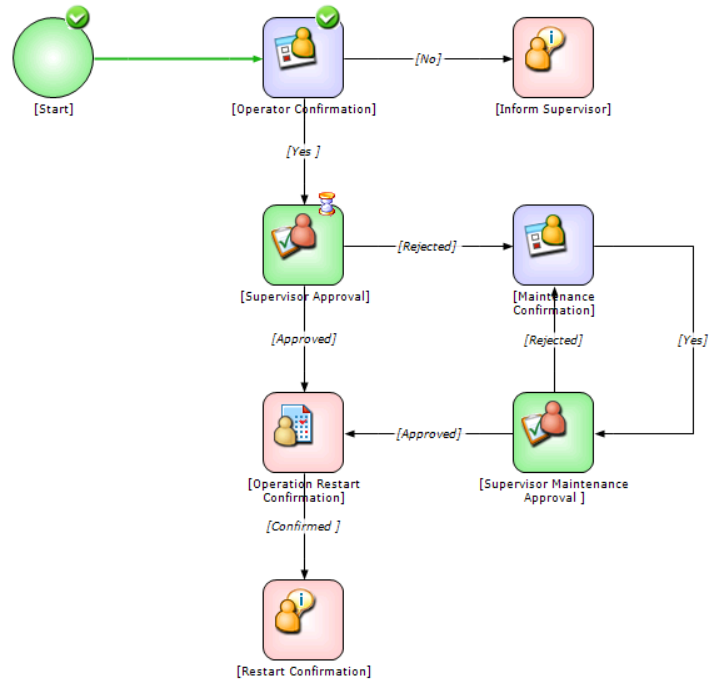 [No]
[Start]
[Operator Confirmation]
[Inform Supervisor]
[Yes ]
[Rejected]
[Supervisor Approval]
[Maintenance
Confirmation]
[Approved]
[Rejected]
[Yes]
[Approved]
[Operation Restart
Confirmation]
[Supervisor Maintenance
Approval ]
[Confirmed ]
[Restart Confirmation]